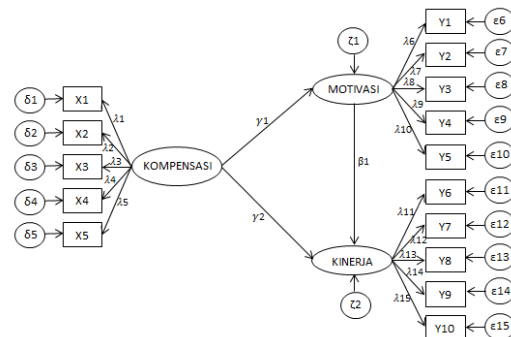 ζ1
MOTIVASI
λ6
λ7
λ8
λ9
λ10
Y1
Y2
Y3
Y4
Y5
ε6
ε7
ε8
ε9
ε10
δ1
δ2
δ3
δ4
δ5
X1
X2
X3
X4
X5
λ1
λ2
λ3
λ4
λ5
KOMPENSASI
γ1
γ2
β1
KINERJA
ζ2
λ11
λ12
λ13
λ14
λ15
Y6
Y7
Y8
Y9
Y10
ε11
ε12
ε13
ε14
ε15